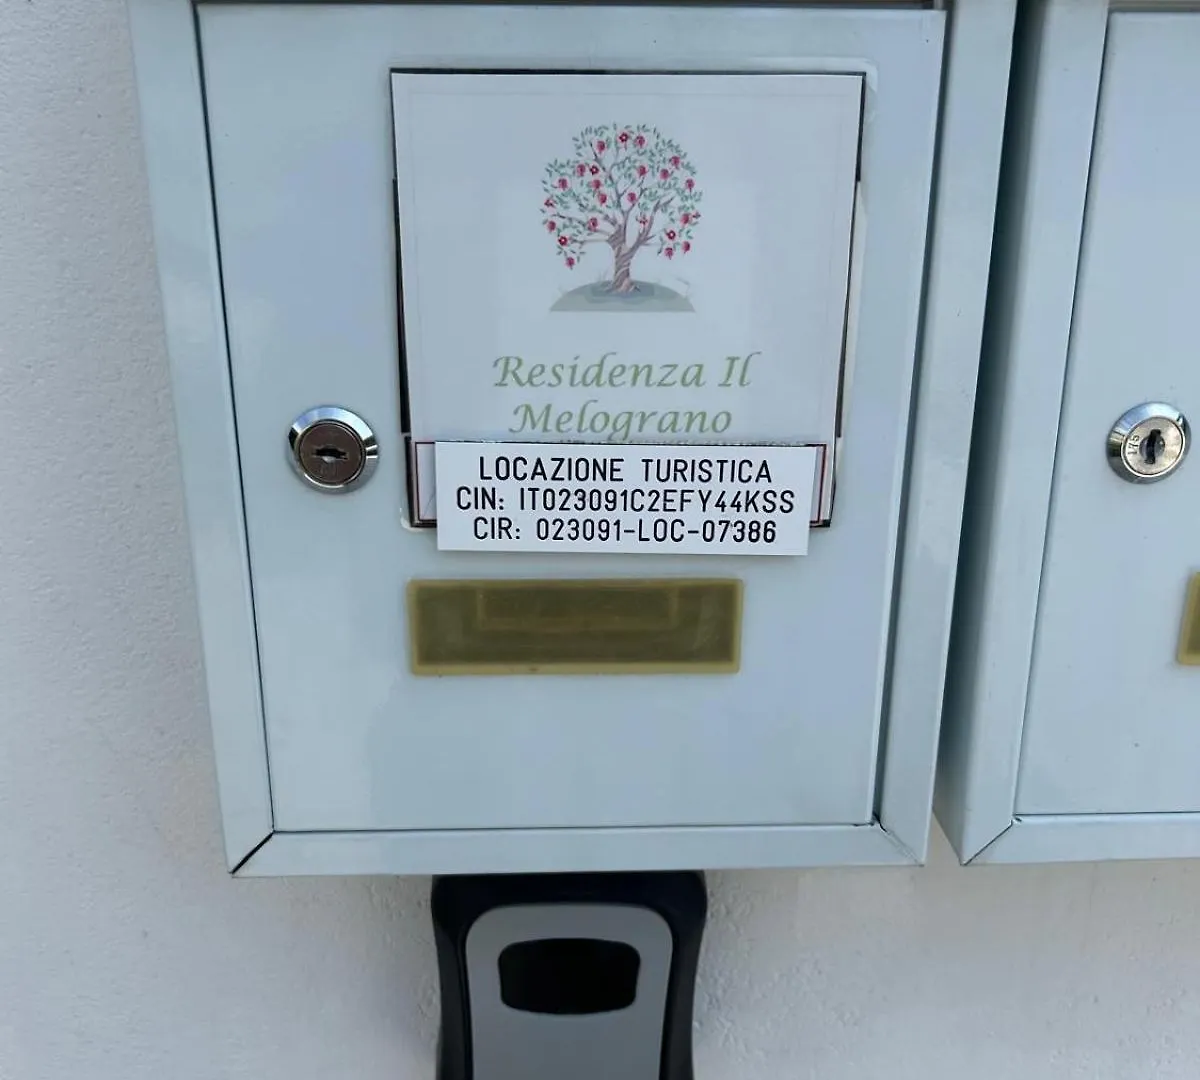 Residenza Il
Melograno
LOCAZIONE TURISTICA
CIN: IT023091C2EFY44KSS
CIR: 023091-LOC-07386